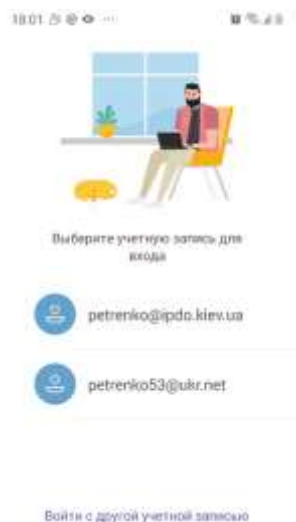 18:01
Выберите учетную запись для
входа
petrenko@ipdo.kiev.ua
petrenko53@ukr.net
Войти с другой учетной записью